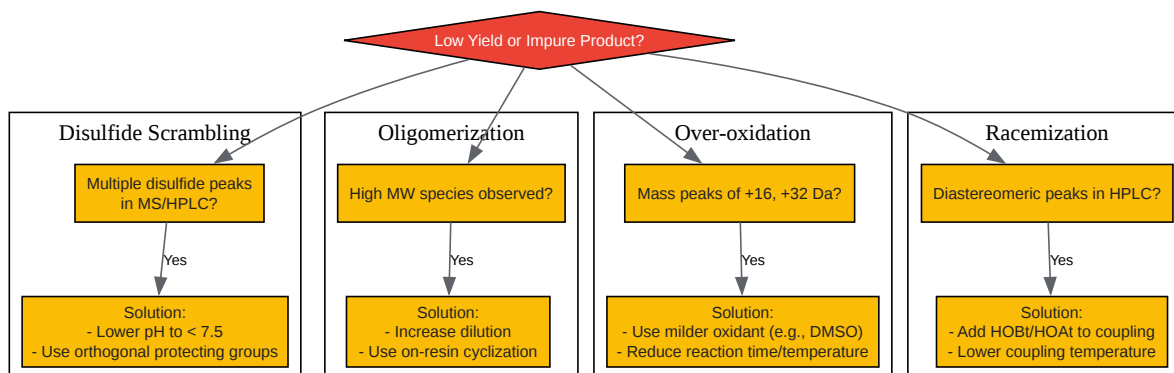 Low Yield or Impure Product?
Disulfide Scrambling
Multiple disulfide peaks
in MS/HPLC?
Yes
Solution:
- Lower pH to < 7.5
- Use orthogonal protecting groups
Oligomerization
High MW species observed?
Yes
Solution:
- Increase dilution
- Use on-resin cyclization
Over-oxidation
Mass peaks of +16, +32 Da?
Yes
Solution:
- Use milder oxidant (e.g., DMSO)
- Reduce reaction time/temperature
Racemization
Diastereomeric peaks in HPLC?
Yes
Solution:
- Add HOBt/HOAt to coupling
- Lower coupling temperature